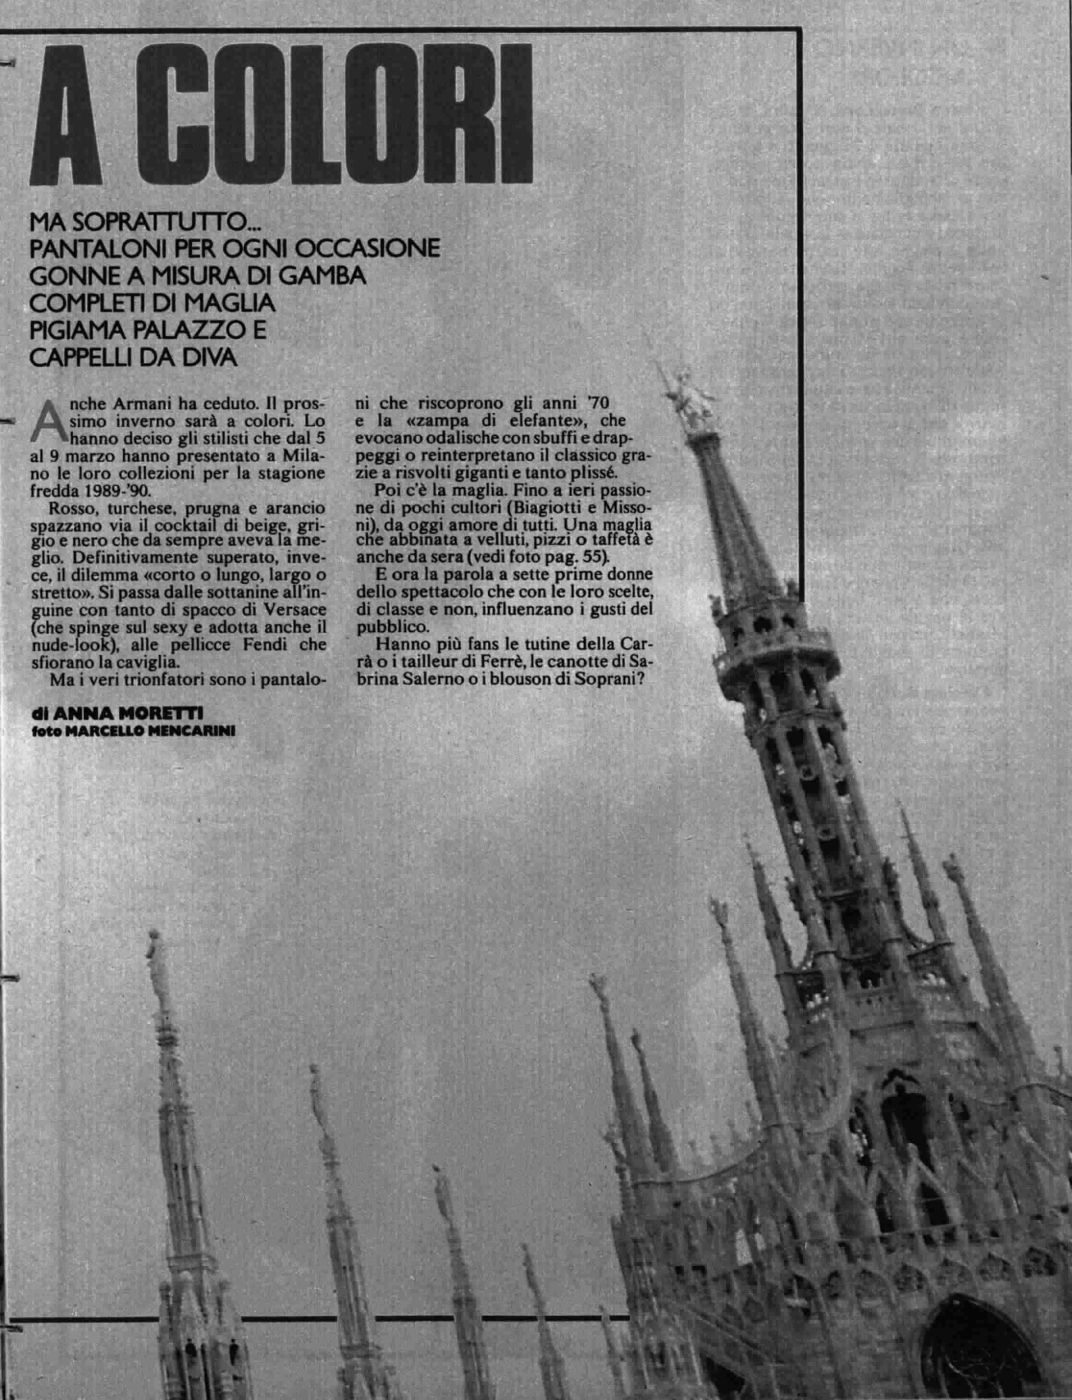 A COLORI
MA SOPRATTUTTO...
PANTALONI PER OGNI OCCASIONE
GONNE A MISURA DI GAMBA
COMPLETI DI MAGLIA
PIGIAMA PALAZZO E
CAPPELLI DA DIVA
Anche Armani ha ceduto. Il pros-
simo inverno sarà a colori. Lo
hanno deciso gli stilisti che dal 5
al 9 marzo hanno presentato a Mila-
no le loro collezioni per la stagione
fredda 1989-'90.
Rosso, turchese, prugna e arancio
spazzano via il cocktail di beige, gri-
gio e nero che da sempre aveva la me-
glio. Definitivamente superato, inve-
ce, il dilemma «corto o lungo, largo o
stretto». Si passa dalle sottanine all'in-
guine con tanto di spacco di Versace
(che spinge sul sexy e adotta anche il
nude-look), alle pellicce Fendi che
sfiorano la caviglia.
Ma i veri trionfatori sono i pantalo-
ni che riscoprono gli anni '70
e la «zampa di elefante», che
evocano odalische con sbuffi e drap-
peggi o reinterpretano il classico gra-
zie a risvolti giganti e tanto plissé.
Poi c'è la maglia. Fino a ieri passio-
ne di pochi cultori (Biagiotti e Misso-
ni), da oggi amore di tutti. Una maglia
che abbinata a velluti, pizzi o taffetà è
anche da sera (vedi foto pag. 55).
E ora la parola a sette prime donne
dello spettacolo che con le loro scelte,
di classe e non, influenzano i gusti del
pubblico.
Hanno più fans le tutine della Car-
rà o i tailleur di Ferrè, le canotte di Sa-
brina Salerno o i blouson di Soprani?
di ANNA MORETTI
foto MARCELLO MENCARINI